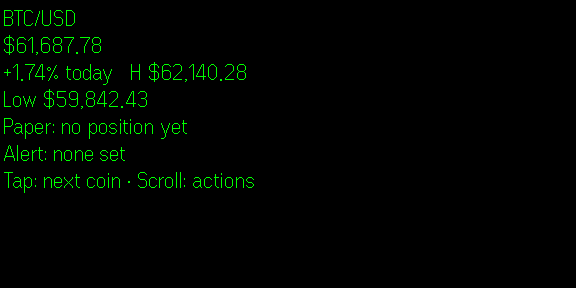 BTC/USD
$61,687.78
+1.74% today   H $62,140.28
Low $59,842.43
Paper: no position yet
Alert: none set
Tap: next coin · Scroll: actions